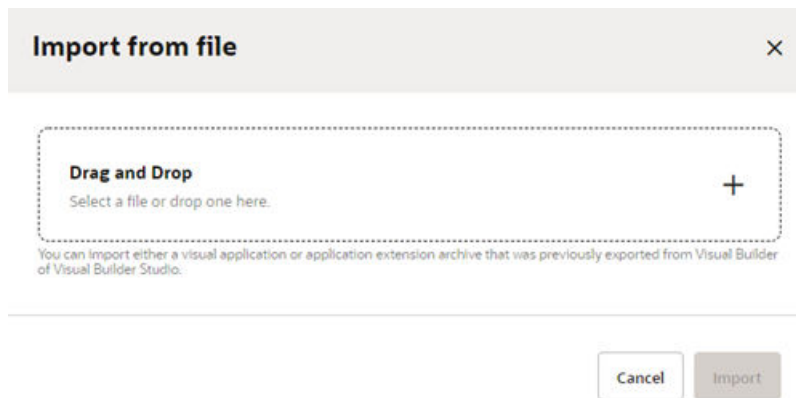 Import from file
Drag and Drop
Select a file or drop one here.
You can import either a visual application or application extension archive that was previously exported from Visual Builder
of Visual Builder Studio.
Cancel
Import